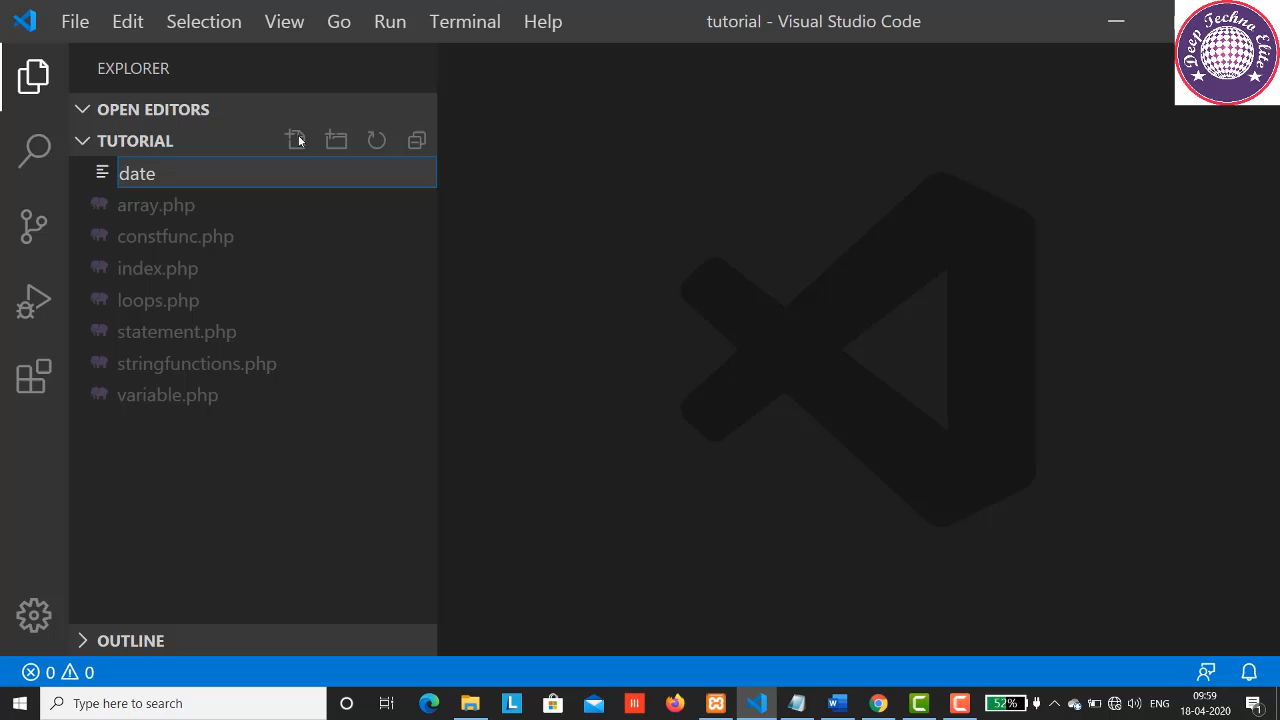 File Edit Selection View Go Run Terminal Help tutorial - Visual Studio Code
Deep Techno Elite
EXPLORER
OPEN EDITORS
TUTORIAL
date
array.php
constfunc.php
index.php
loops.php
statement.php
stringfunctions.php
variable.php
OUTLINE
0 0
Type here to search
L
W
52%
ENG
09:59
18-04-2020
1